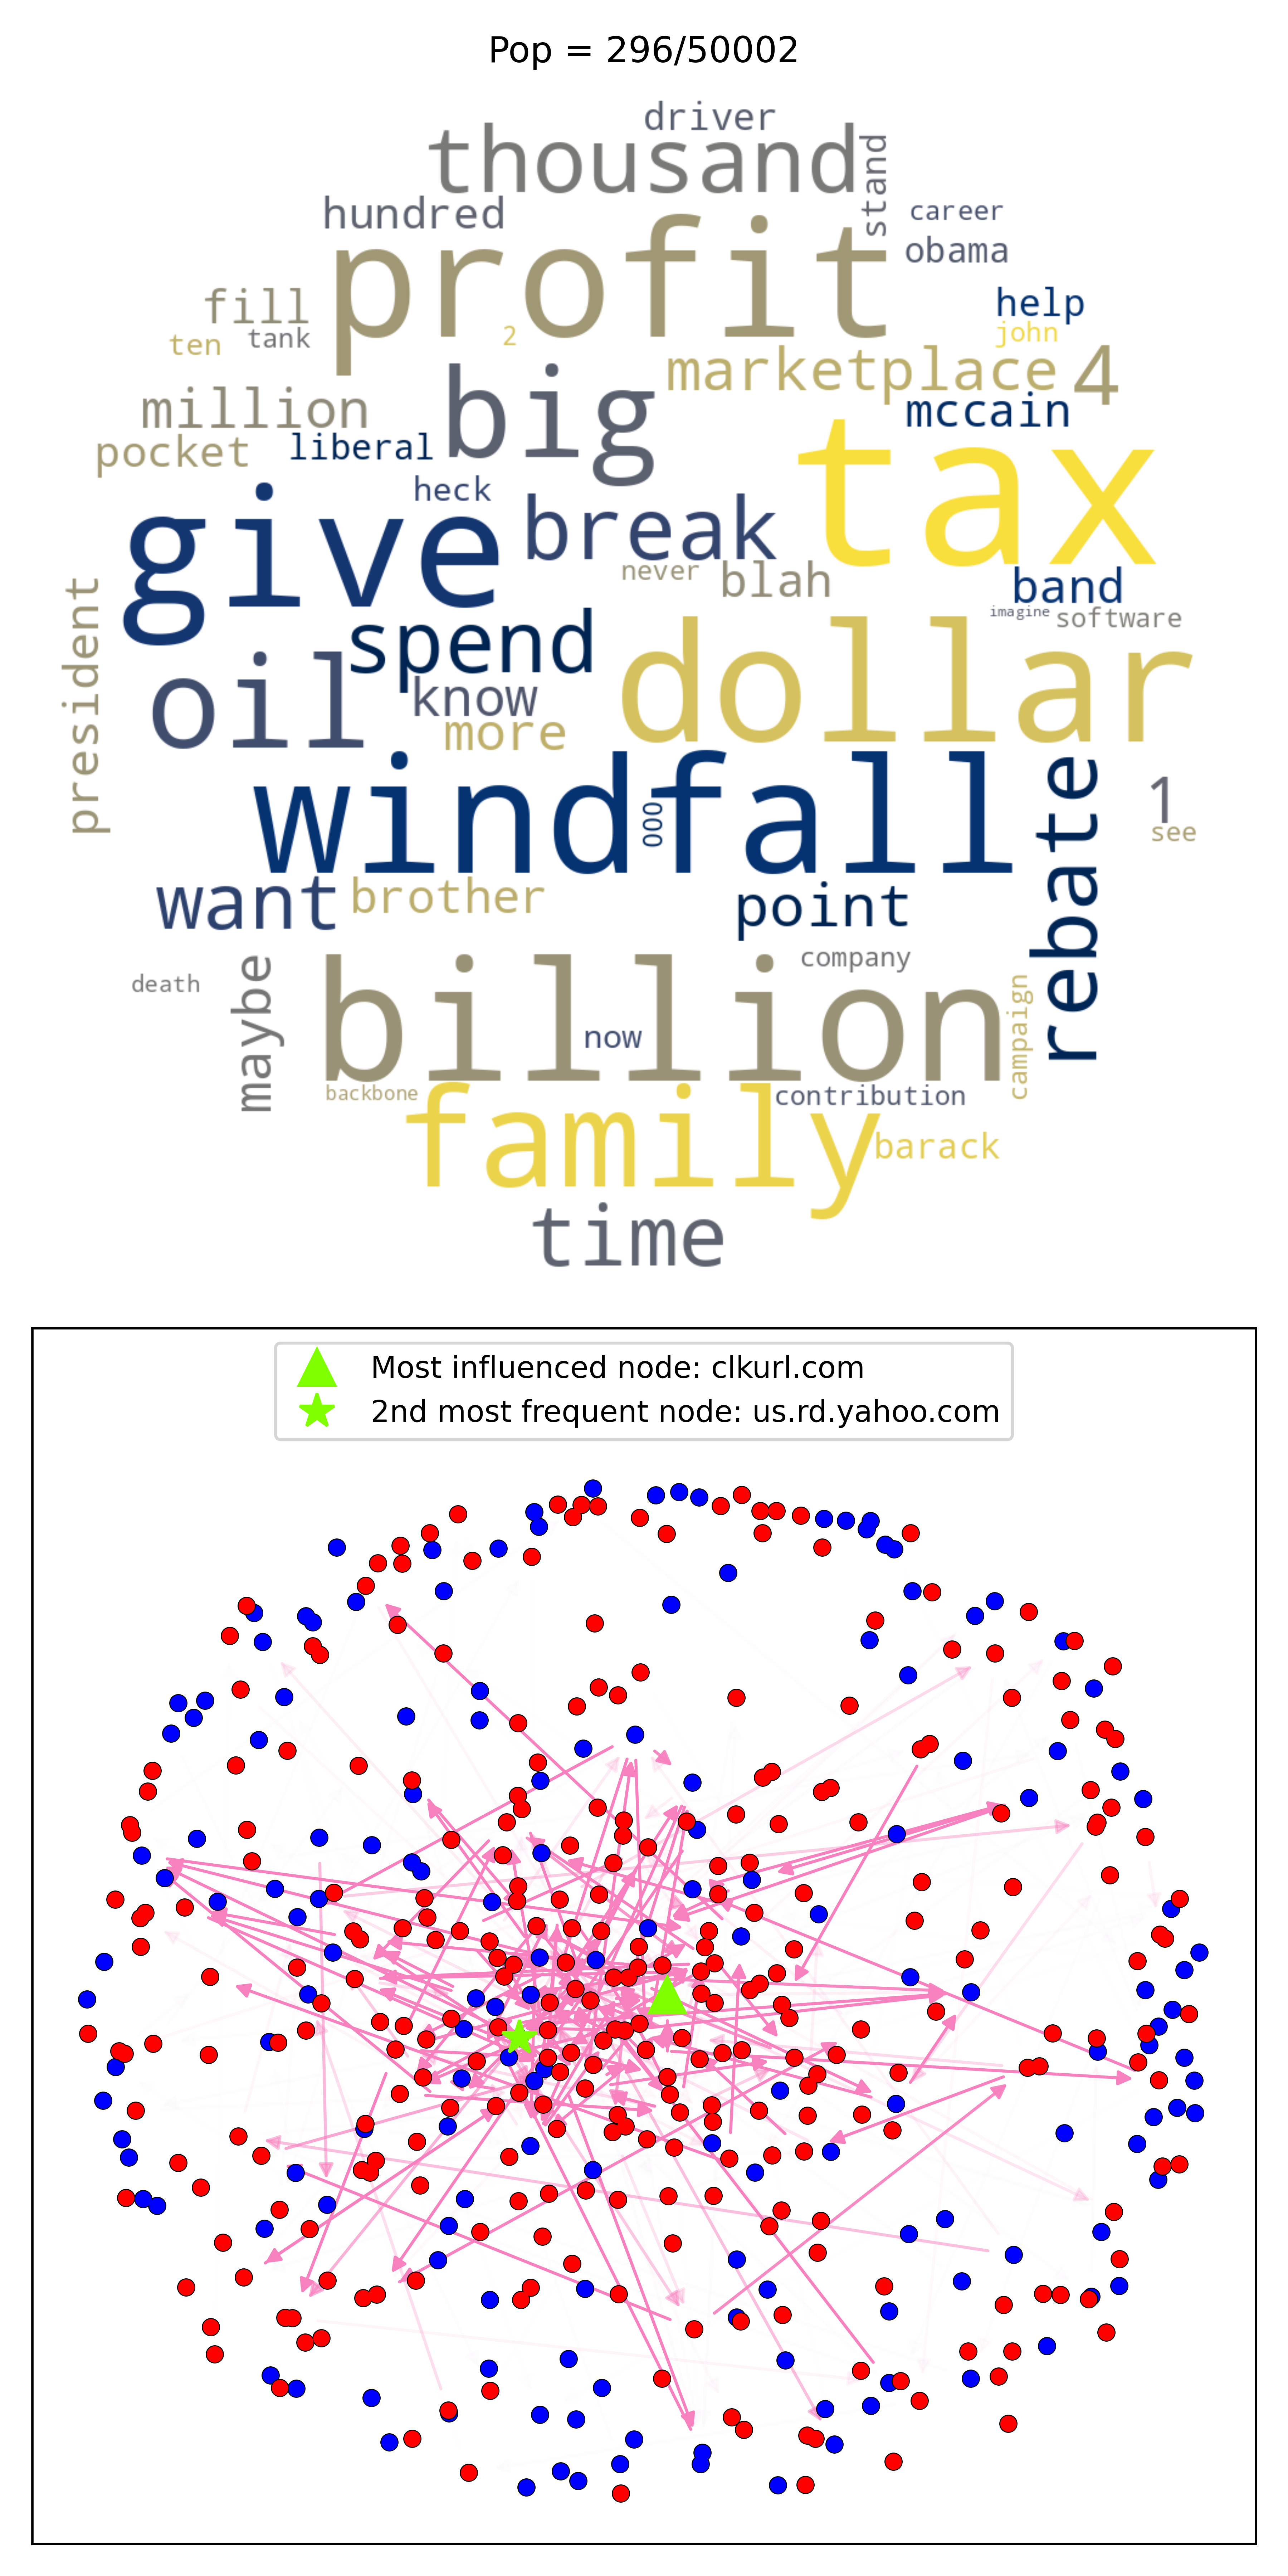 Pop = 296/50002
driver
thousand
stand
hundred
career
profit
obama
fill
help
ten
tank
2
john
marketplace
4
big
million
mccain
pocket
liberal
tax
heck
give
break
never
blah
band
imagine
software
president
spend
oil
know
dollar
more
windfall
000
rebate
1
see
want
brother
point
company
death
maybe
billion
campaign
now
backbone
contribution
family
barack
time
Most influenced node: clkurl.com
2nd most frequent node: us.rd.yahoo.com